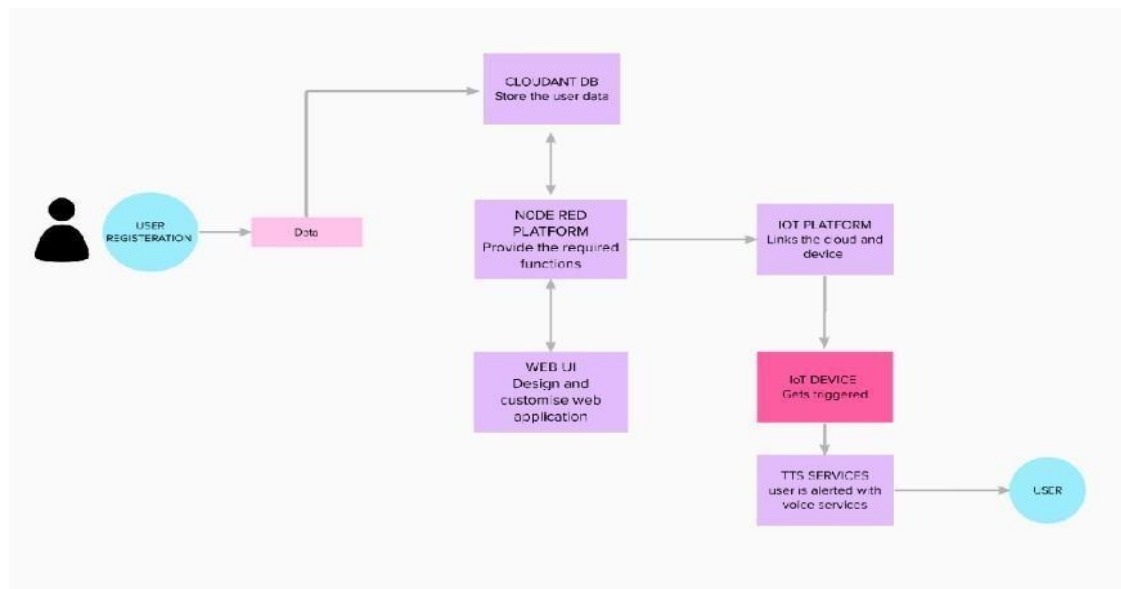 CLOUDANT DB
Store the user data
USER
REGISTERATION
Data
NODE RED
PLATFORM
Provide the required
functions
IOT PLATFORM
Links the cloud and
device
WEB UI
Design and
customise web
application
IoT DEVICE
Gets triggered
TTS SERVICES
user is alerted with
voice services
USER